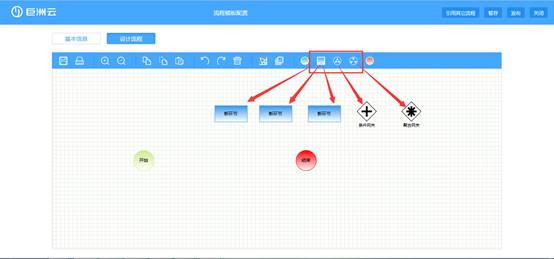 巨洲云
流程模板配置
引用其它流程 暂存 发布 关闭
基本信息 设计流程
新环节 新环节 新环节
条件网关 聚合网关
开始 结束